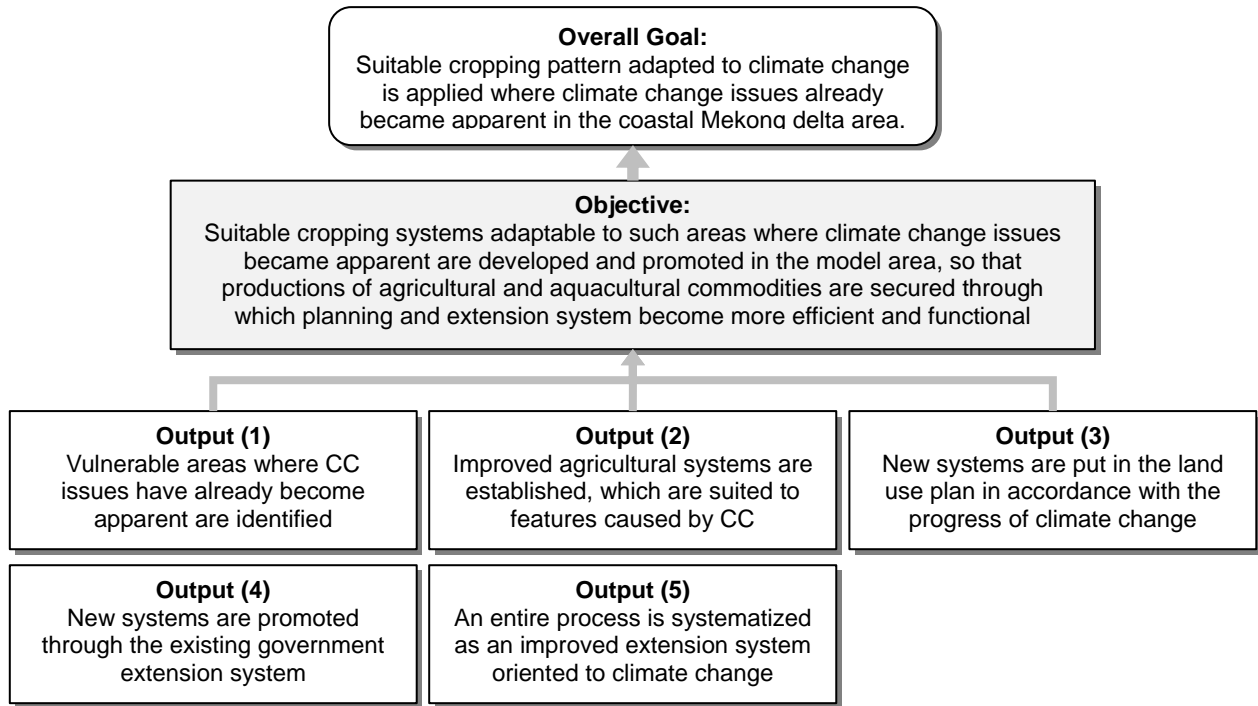 Overall Goal:
Suitable cropping pattern adapted to climate change
is applied where climate change issues already
became apparent in the coastal Mekong delta area.
Objective:
Suitable cropping systems adaptable to such areas where climate change issues
became apparent are developed and promoted in the model area, so that
productions of agricultural and aquacultural commodities are secured through
which planning and extension system become more efficient and functional
Output (1)
Vulnerable areas where CC
issues have already become
apparent are identified
Output (2)
Improved agricultural systems are
established, which are suited to
features caused by CC
Output (3)
New systems are put in the land
use plan in accordance with the
progress of climate change
Output (4)
New systems are promoted
through the existing government
extension system
Output (5)
An entire process is systematized
as an improved extension system
oriented to climate change